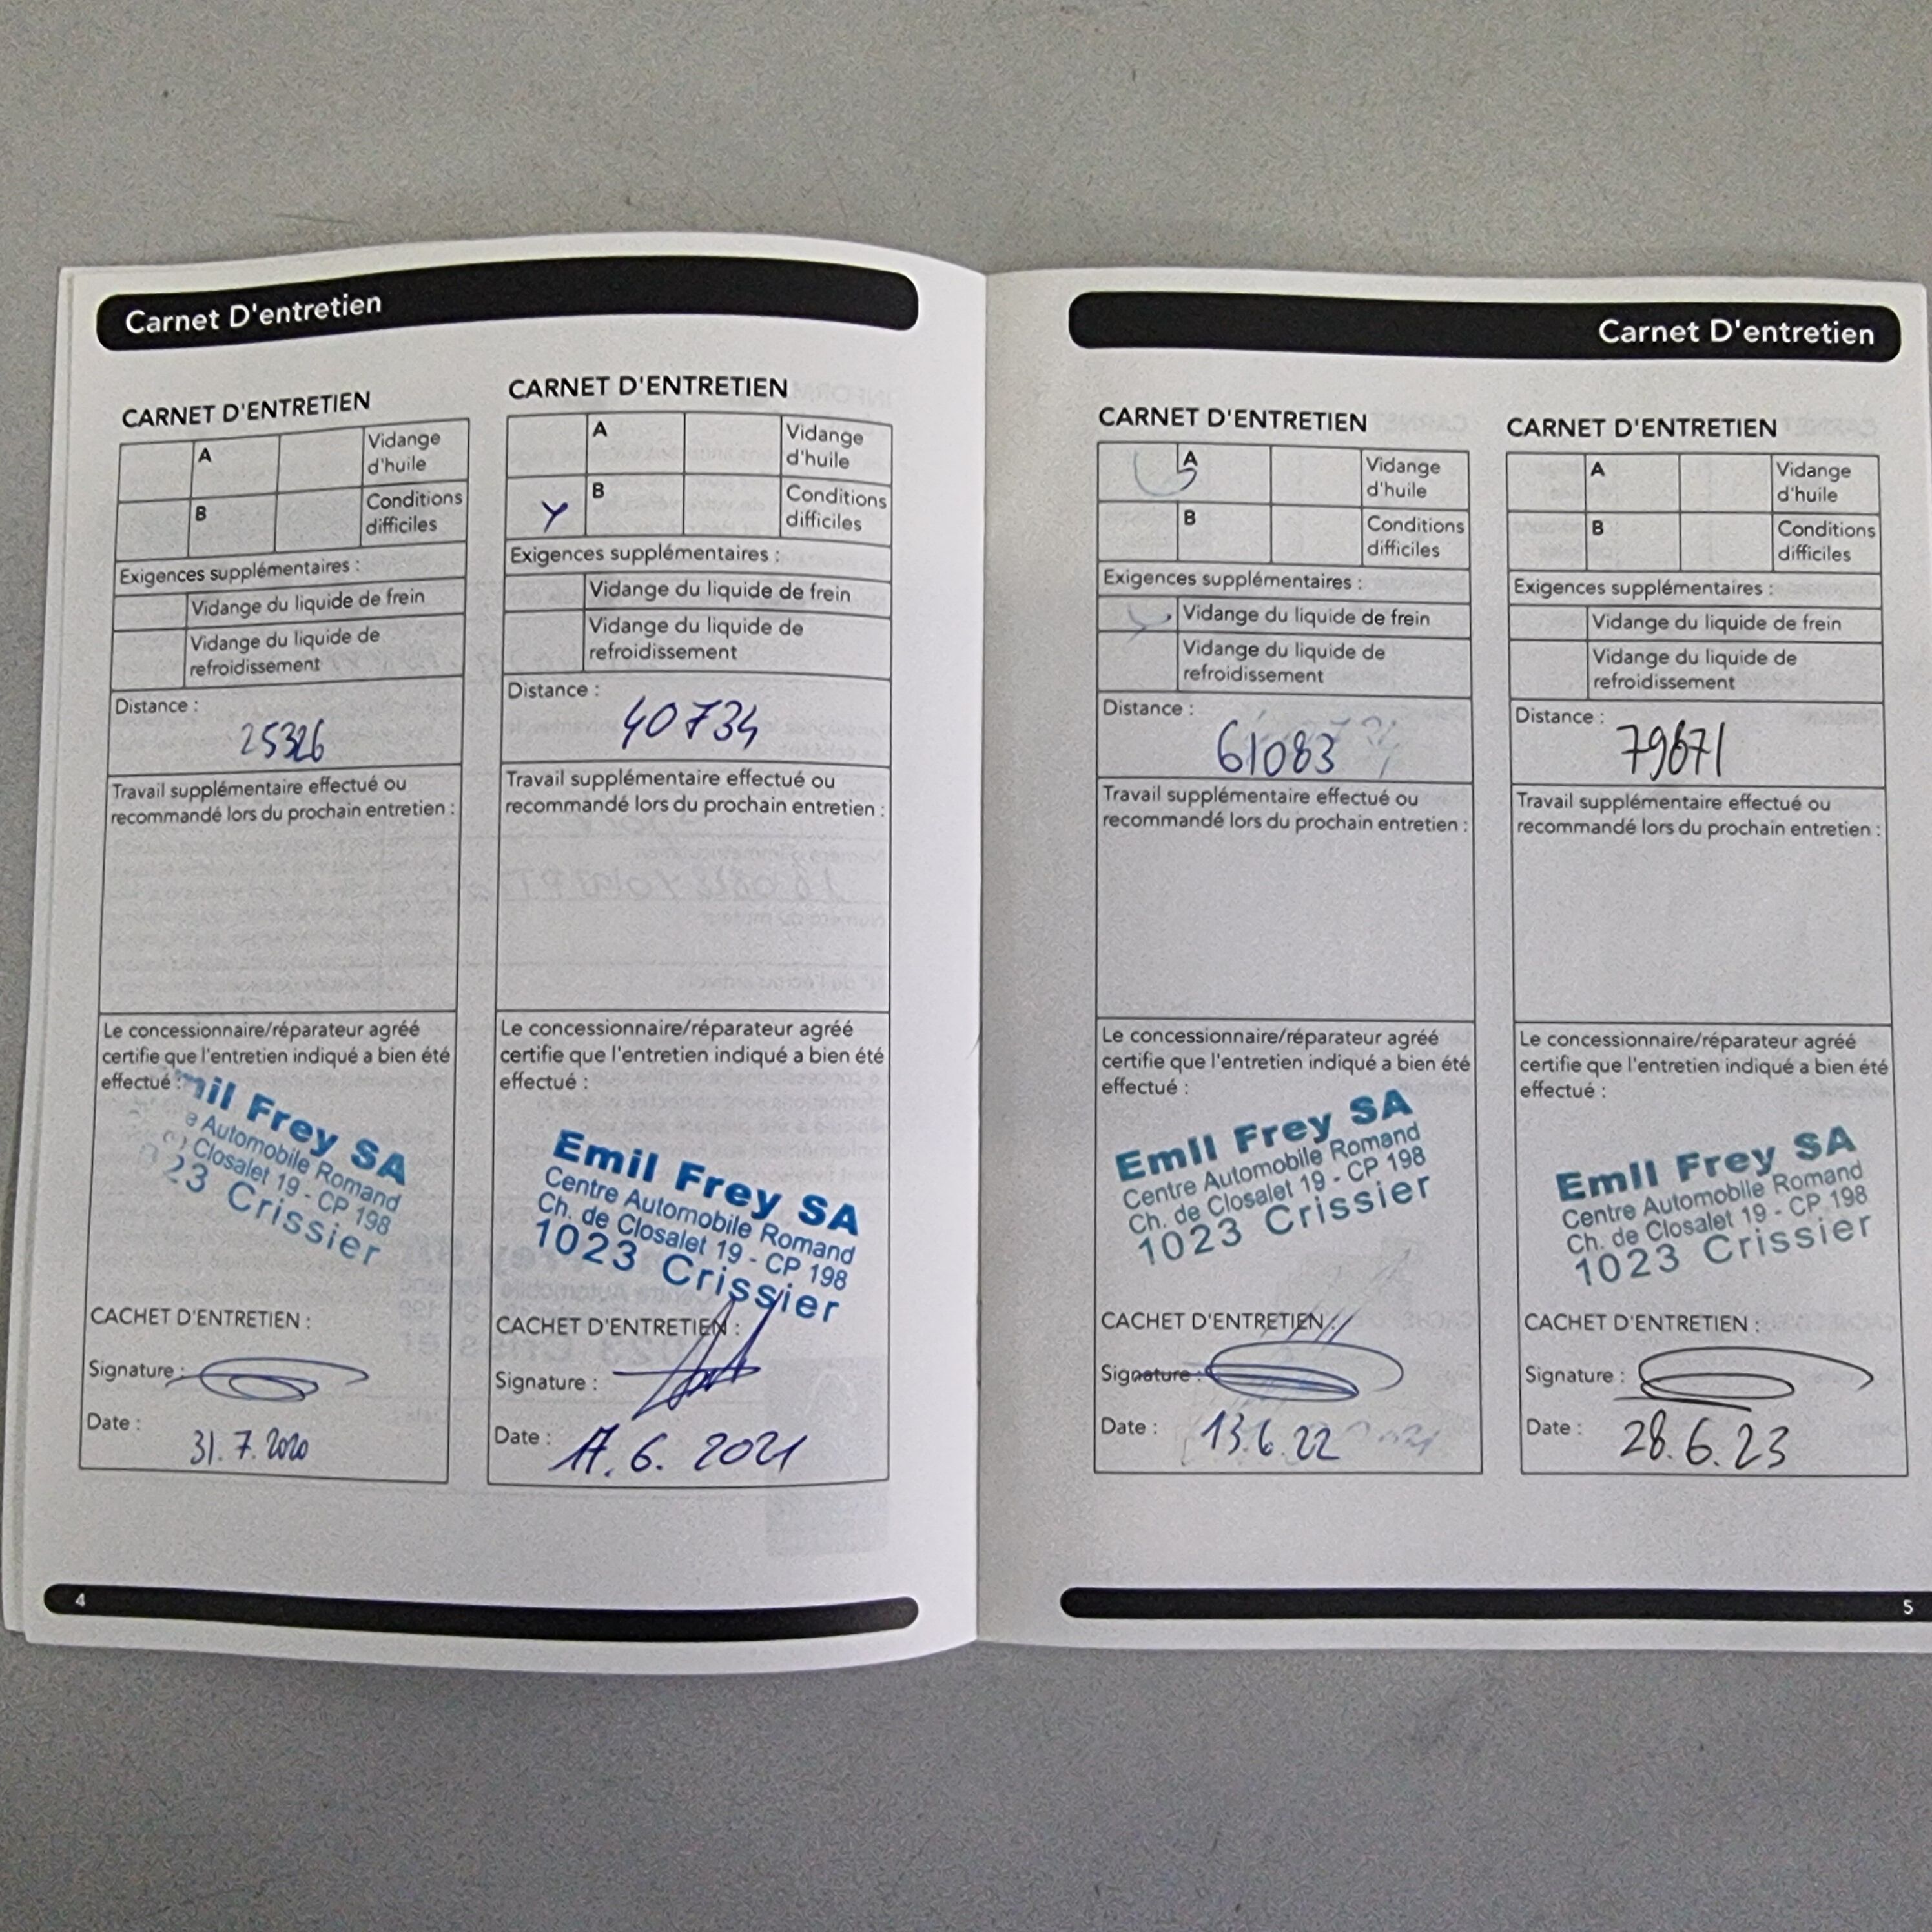 Carnet D'entretien
CARNET D'ENTRETIEN
A
Vidange
d'huile
B
Conditions
difficiles
Exigences supplémentaires :
Vidange du liquide de frein
Vidange du liquide de
refroidissement
Distance :
25326
Travail supplémentaire effectué ou
recommandé lors du prochain entretien :
Le concessionnaire/réparateur agréé
certifie que l'entretien indiqué a bien été
effectué :
Frey SA
Automobile Romand
Closalet 19 - CP 198
23 Crissier
CACHET D'ENTRETIEN :
Signature :
Date :
31.7.2020
CARNET D'ENTRETIEN
A
Vidange
d'huile
B
Conditions
difficiles
Exigences supplémentaires :
Vidange du liquide de frein
Vidange du liquide de
refroidissement
Distance :
40734
Travail supplémentaire effectué ou
recommandé lors du prochain entretien :
Le concessionnaire/réparateur agréé
certifie que l'entretien indiqué a bien été
effectué :
Emil Frey SA
Centre Automobile Romand
Ch. de Closalet 19 - CP 198
1023 Crissier
CACHET D'ENTRETIEN :
Signature :
Date :
17.6.2021
4
Carnet D'entretien
CARNET D'ENTRETIEN
A
Vidange
d'huile
B
Conditions
difficiles
Exigences supplémentaires :
Vidange du liquide de frein
Vidange du liquide de
refroidissement
Distance :
61083
Travail supplémentaire effectué ou
recommandé lors du prochain entretien :
Le concessionnaire/réparateur agréé
certifie que l'entretien indiqué a bien été
effectué :
Emil Frey SA
Centre Automobile Romand
Ch. de Closalet 19 - CP 198
1023 Crissier
CACHET D'ENTRETIEN :
Signature :
Date :
13.6.22
CARNET D'ENTRETIEN
A
Vidange
d'huile
B
Conditions
difficiles
Exigences supplémentaires :
Vidange du liquide de frein
Vidange du liquide de
refroidissement
Distance :
79871
Travail supplémentaire effectué ou
recommandé lors du prochain entretien :
Le concessionnaire/réparateur agréé
certifie que l'entretien indiqué a bien été
effectué :
Emil Frey SA
Centre Automobile Romand
Ch. de Closalet 19 - CP 198
1023 Crissier
CACHET D'ENTRETIEN :
Signature :
Date :
28.6.23
5